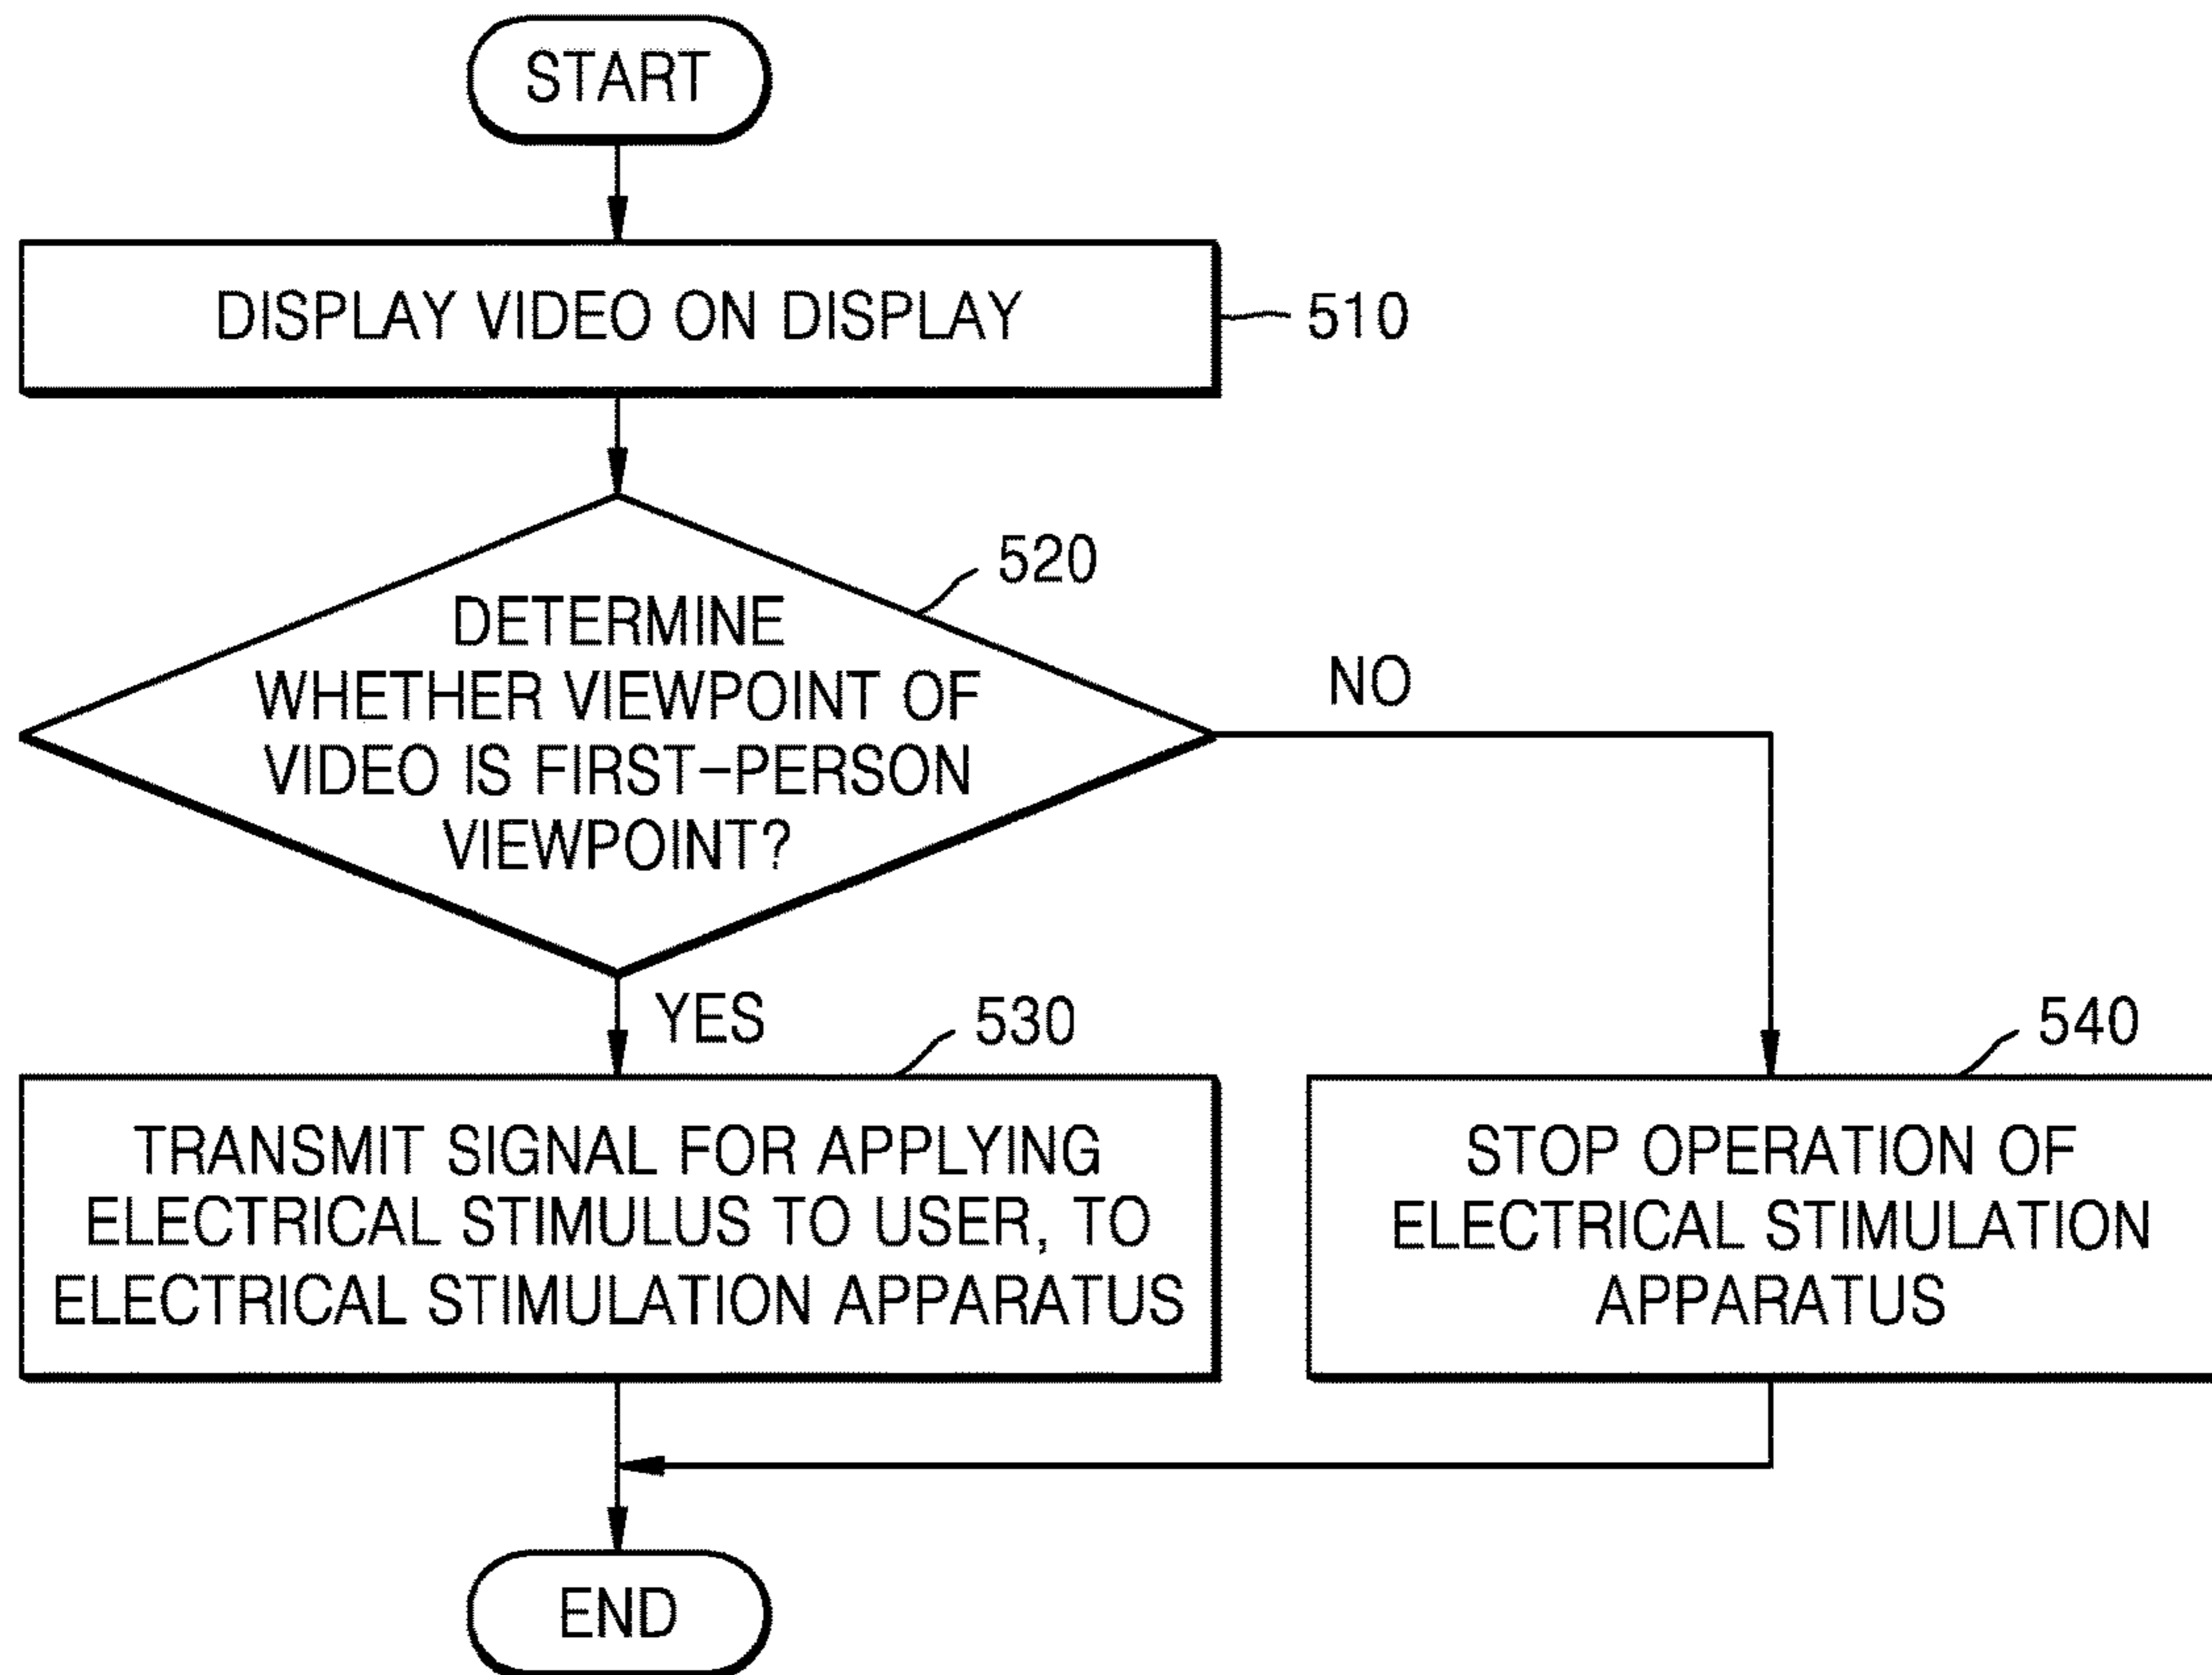 START
DISPLAY VIDEO ON DISPLAY
510
520
DETERMINE
WHETHER VIEWPOINT OF
VIDEO IS FIRST-PERSON
VIEWPOINT?
NO
YES
530
TRANSMIT SIGNAL FOR APPLYING
ELECTRICAL STIMULUS TO USER, TO
ELECTRICAL STIMULATION APPARATUS
540
STOP OPERATION OF
ELECTRICAL STIMULATION
APPARATUS
END